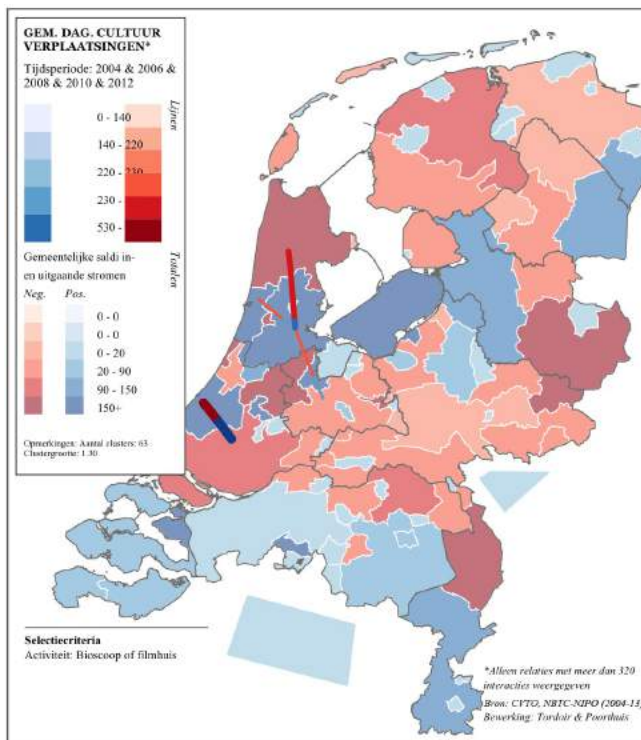 GEM. DAG. CULTUUR
VERPLAATSINGEN*
Tijdsperiode: 2004 & 2006 &
2008 & 2010 & 2012
Lijnen
0 - 140
140 - 220
220 - 230
230 -
530 -
Gemeentelijke saldi in-
en uitgaande stromen
Totalen
Neg. Pos.
0 - 0
0 - 0
0 - 20
20 - 90
90 - 150
150+
Opmerkingen: Aantal clusters: 63
Clustergrootte: 1.30.
Selectiecriteria
Activiteit: Bioscoop of filmhuis
*Alleen relaties met meer dan 320
interacties weergegeven
Bron: CVTO, NBTC-NIPO (2004-13)
Bewerking: Tordoir & Poorthuis